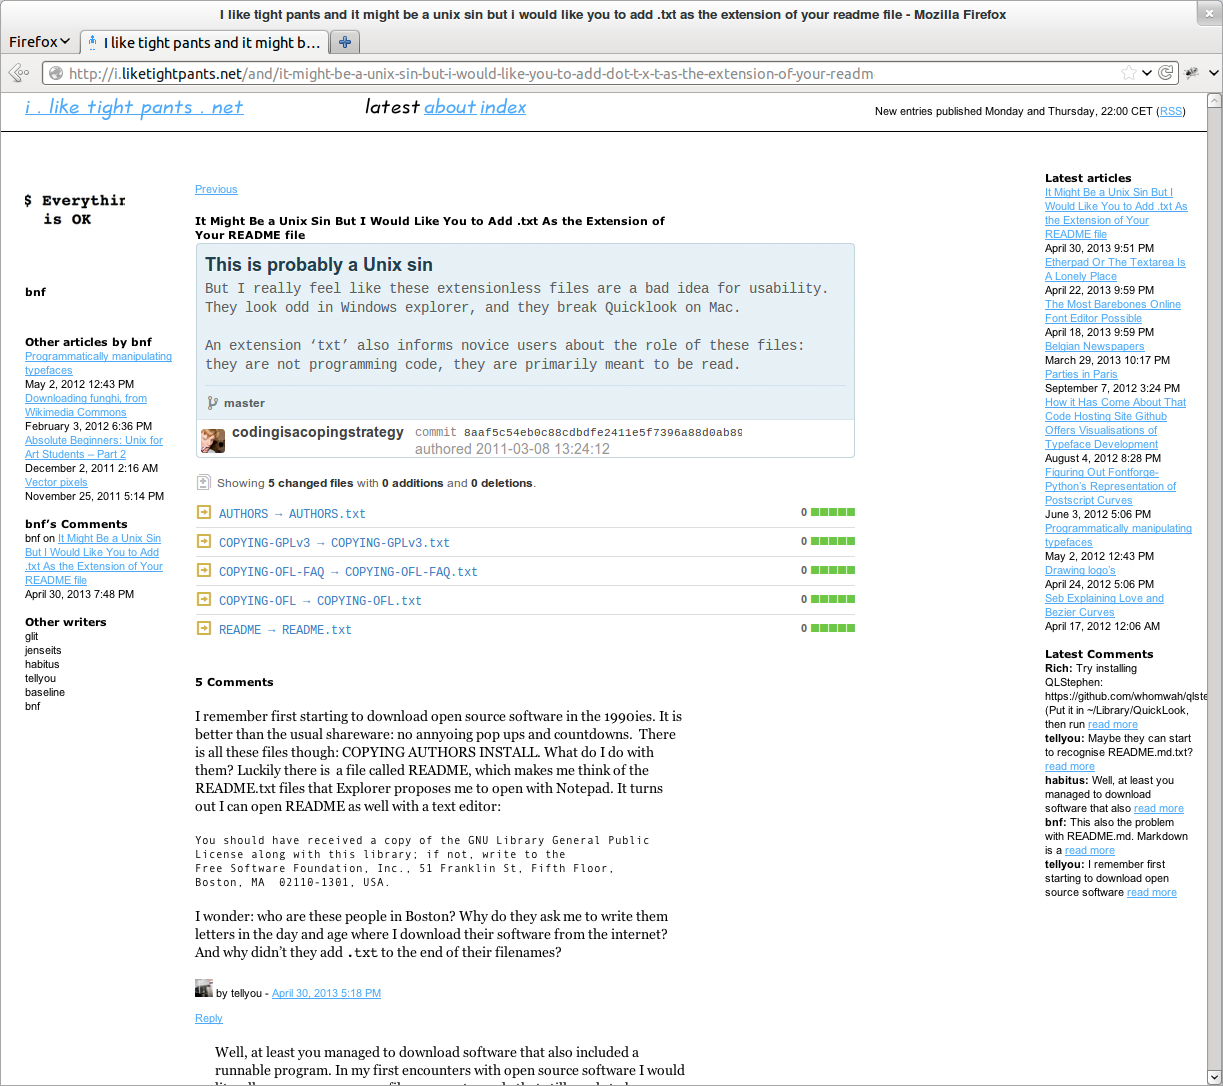 I like tight pants and it might be a unix sin but i would like you to add .txt as the extension of your readme file - Mozilla Firefox
Firefox
I like tight pants and it might b...
http://i.liketightpants.net/and/it-might-be-a-unix-sin-but-i-would-like-you-to-add-dot-t-x-t-as-the-extension-of-your-readm
i . like tight pants . net
latest about index
New entries published Monday and Thursday, 22:00 CET (RSS)
$ Everythin
is OK
bnf
Other articles by bnf
Programmatically manipulating
typefaces
May 2, 2012 12:43 PM
Downloading funghi, from
Wikimedia Commons
February 3, 2012 6:36 PM
Absolute Beginners: Unix for
Art Students – Part 2
December 2, 2011 2:16 AM
Vector pixels
November 25, 2011 5:14 PM
bnf's Comments
bnf on It Might Be a Unix Sin
But I Would Like You to Add
.txt As the Extension of Your
README file
April 30, 2013 7:48 PM
Other writers
glit
jenseits
habitus
tellyou
baseline
bnf
Previous
It Might Be a Unix Sin But I Would Like You to Add .txt As the Extension of
Your README file
This is probably a Unix sin
But I really feel like these extensionless files are a bad idea for usability.
They look odd in Windows explorer, and they break Quicklook on Mac.
An extension ‘txt’ also informs novice users about the role of these files:
they are not programming code, they are primarily meant to be read.
master
codingisacopingstrategy
commit 8aaf5c54eb0c88cdbdfe2411e5f7396a88d0ab89
authored 2011-03-08 13:24:12
Showing 5 changed files with 0 additions and 0 deletions.
AUTHORS → AUTHORS.txt 0
COPYING-GPLv3 → COPYING-GPLv3.txt 0
COPYING-OFL-FAQ → COPYING-OFL-FAQ.txt 0
COPYING-OFL → COPYING-OFL.txt 0
README → README.txt 0
5 Comments
I remember first starting to download open source software in the 1990ies. It is
better than the usual shareware: no annyoing pop ups and countdowns. There
is all these files though: COPYING AUTHORS INSTALL. What do I do with
them? Luckily there is a file called README, which makes me think of the
README.txt files that Explorer proposes me to open with Notepad. It turns
out I can open README as well with a text editor:
You should have received a copy of the GNU Library General Public
License along with this library; if not, write to the
Free Software Foundation, Inc., 51 Franklin St, Fifth Floor,
Boston, MA 02110-1301, USA.
I wonder: who are these people in Boston? Why do they ask me to write them
letters in the day and age where I download their software from the internet?
And why didn’t they add .txt to the end of their filenames?
by tellyou - April 30, 2013 5:18 PM
Reply
Well, at least you managed to download software that also included a
runnable program. In my first encounters with open source software I would
Latest articles
It Might Be a Unix Sin But I
Would Like You to Add .txt As
the Extension of Your
README file
April 30, 2013 9:51 PM
Etherpad Or The Textarea Is
A Lonely Place
April 22, 2013 9:59 PM
The Most Barebones Online
Font Editor Possible
April 18, 2013 9:59 PM
Belgian Newspapers
March 29, 2013 10:17 PM
Parties in Paris
September 7, 2012 3:24 PM
How it Has Come About That
Code Hosting Site Github
Offers Visualisations of
Typeface Development
August 4, 2012 8:28 PM
Figuring Out Fontforge-
Python's Representation of
Postscript Curves
June 3, 2012 5:06 PM
Programmatically manipulating
typefaces
May 2, 2012 12:43 PM
Drawing logo's
April 24, 2012 5:06 PM
Seb Explaining Love and
Bezier Curves
April 17, 2012 12:06 AM
Latest Comments
Rich: Try installing
QLStephen:
https://github.com/whomwah/qlste
(Put it in ~/Library/QuickLook,
then run read more
tellyou: Maybe they can start
to recognise README.md.txt?
read more
habitus: Well, at least you
managed to download
software that also read more
bnf: This also the problem
with README.md. Markdown
is a read more
tellyou: I remember first
starting to download open
source software read more